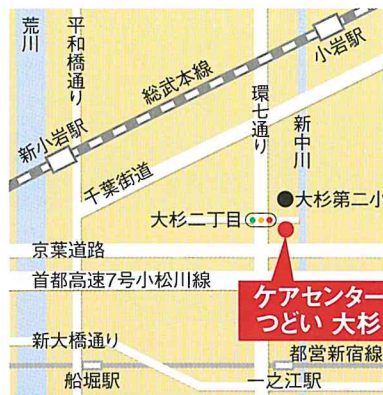 荒川
平和橋通り
総武本線
小岩駅
新小岩駅
環七通り
新中川
千葉街道
大杉第二小
大杉二丁目
京葉道路
首都高速7号小松川線
ケアセンター
つどい 大杉
新大橋通り
都営新宿線
船堀駅
一之江駅